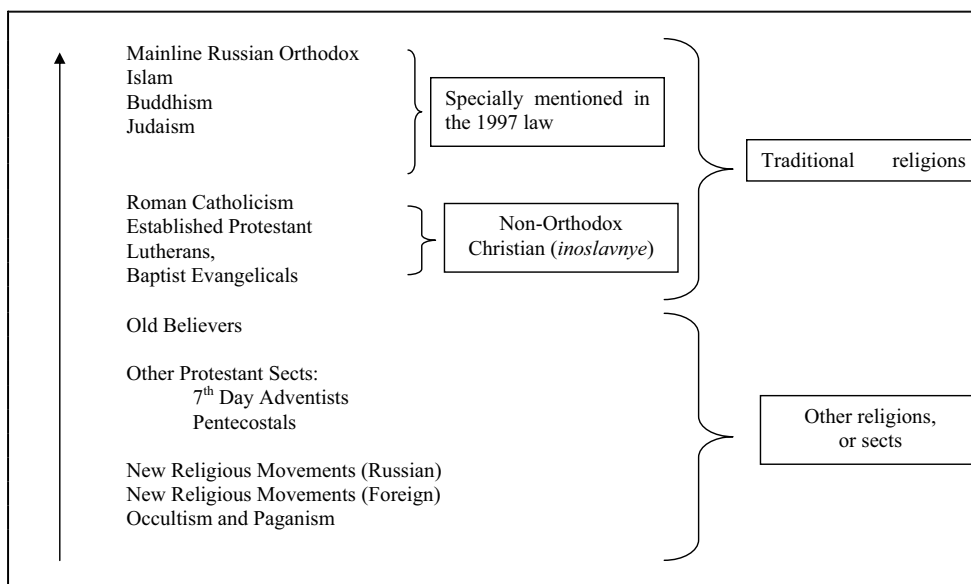 Mainline Russian Orthodox
Islam
Buddhism
Judaism
Specially mentioned in
the 1997 law
Traditional religions
Roman Catholicism
Established Protestant
Lutherans,
Baptist Evangelicals
Non-Orthodox
Christian (inoslavnye)
Old Believers
Other Protestant Sects:
7th Day Adventists
Pentecostals
Other religions,
or sects
New Religious Movements (Russian)
New Religious Movements (Foreign)
Occultism and Paganism